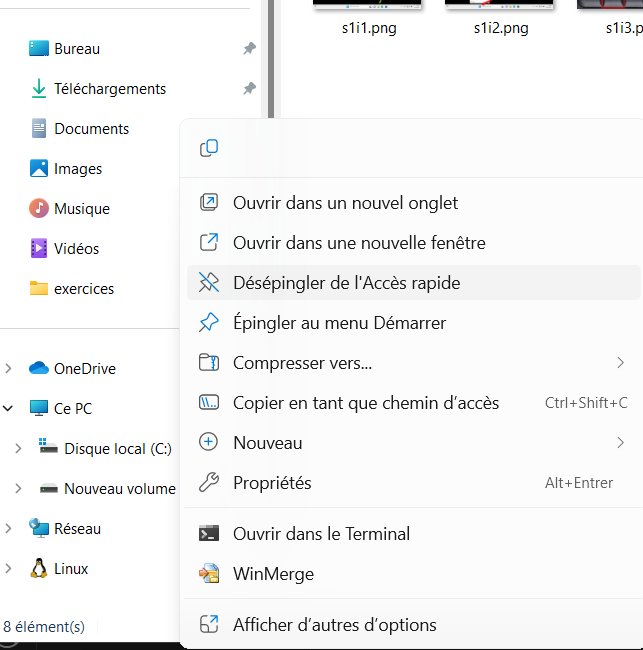 s1i1.png
s1i2.png
s1i3.p
Bureau
Téléchargements
Documents
Images
Musique
Vidéos
exercices
OneDrive
Ce PC
Disque local (C:)
Nouveau volume
Réseau
Linux
8 élément(s)
Ouvrir dans un nouvel onglet
Ouvrir dans une nouvelle fenêtre
Désépingler de l'Accès rapide
Épingler au menu Démarrer
Compresser vers...
Copier en tant que chemin d’accès Ctrl+Shift+C
Nouveau
Propriétés Alt+Entrer
Ouvrir dans le Terminal
WinMerge
Afficher d’autres d’options